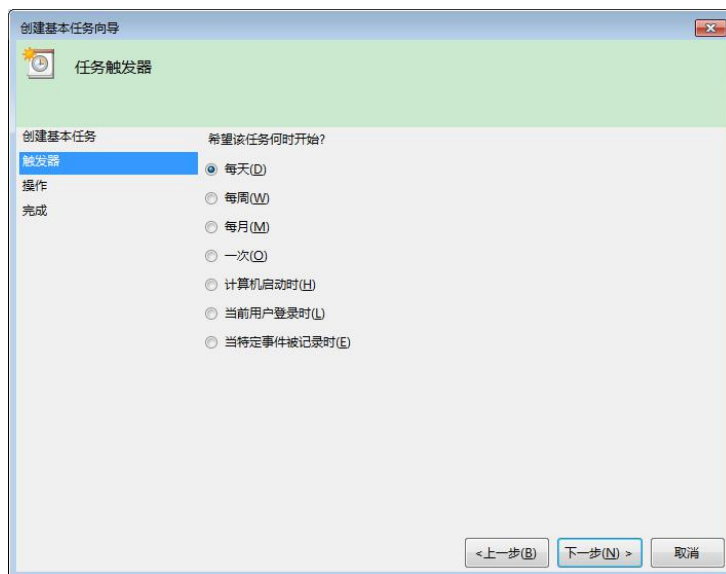 创建基本任务向导
任务触发器
创建基本任务
触发器
操作
完成
希望该任务何时开始?
每天(D)
每周(W)
每月(M)
一次(O)
计算机启动时(H)
当前用户登录时(L)
当特定事件被记录时(E)
<上一步(B)
下一步(N) >
取消